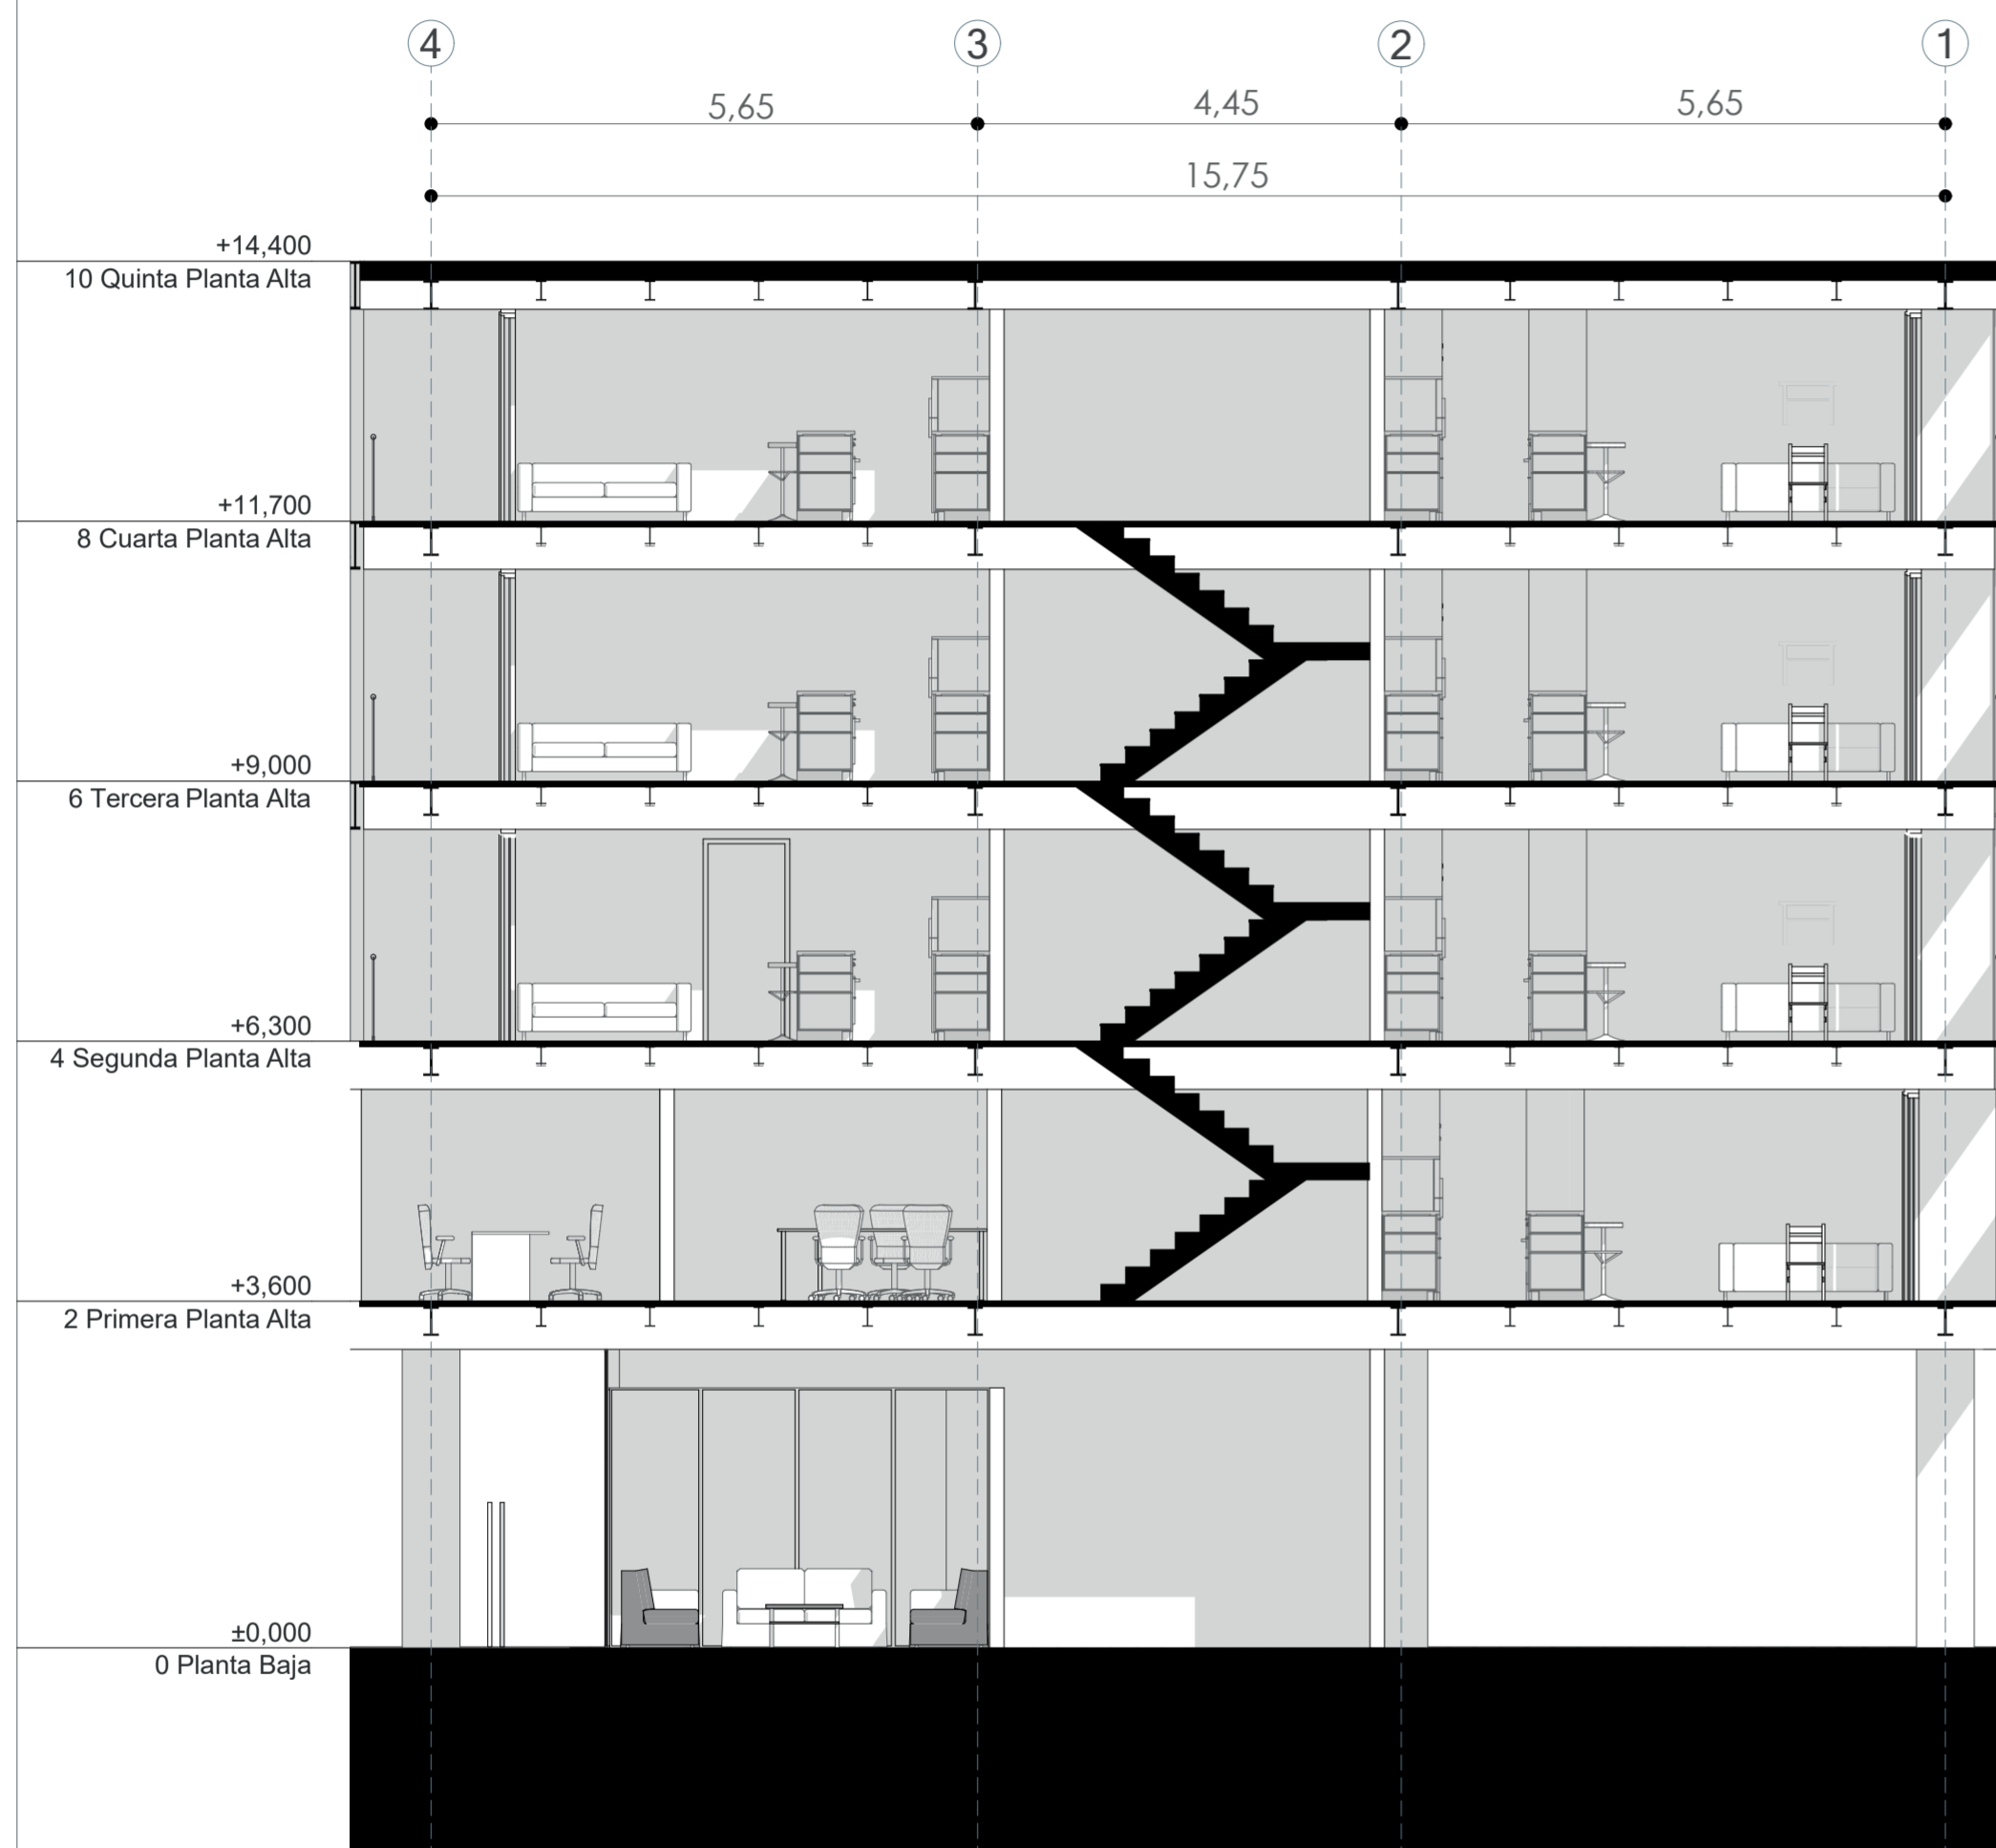 4 3 2 1
5,65 4,45 5,65
15,75
+14,400
10 Quinta Planta Alta
+11,700
8 Cuarta Planta Alta
+9,000
6 Tercera Planta Alta
+6,300
4 Segunda Planta Alta
+3,600
2 Primera Planta Alta
±0,000
0 Planta Baja